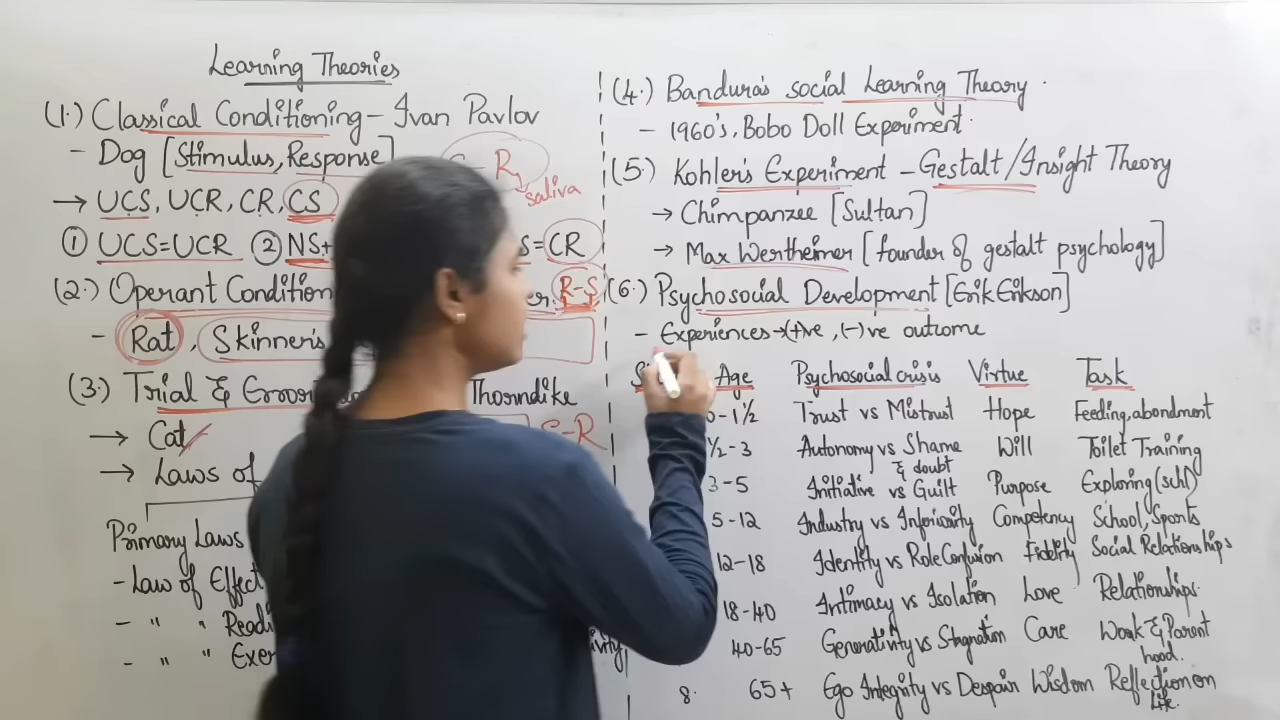 Learning Theories
(1.) Classical Conditioning - Ivan Pavlov
- Dog [Stimulus, Response] R
saliva
→ UCS, UCR, CR, CS
① UCS=UCR ② NS+ S=CR
(2.) Operant Condition er. R-S
- Rat, Skinner's
(3.) Trial & Error Thorndike
→ Cat S-R
→ Laws of
Primary Laws
- Law of Effect
- " " Readi
- " " Exer ivity
(4.) Bandura's social Learning Theory.
- 1960's, Bobo Doll Experiment.
(5.) Kohler's Experiment - Gestalt/Insight Theory
→ Chimpanzee [Sultan]
→ Max Wertheimer [founder of gestalt psychology]
(6.) Psychosocial Development [Erik Erikson]
- Experiences→(+ve, (-)ve outcome
S Age Psychosocial crisis Virtue Task
0-1½ Trust vs Mistrust Hope Feeding, abondment
½-3 Autonomy vs Shame & doubt Will Toilet Training
3-5 Initiative vs Guilt Purpose Exploring (schl)
5-12 Industry vs Inferiority Competency School, Sports
12-18 Identity vs Role Confusion Fidelity Social Relationships
18-40 Intimacy vs Isolation Love Relationships.
40-65 Generativity vs Stagnation Care Work & Parent hood.
8. 65+ Ego Integrity vs Despair Wisdom Reflection on Life.